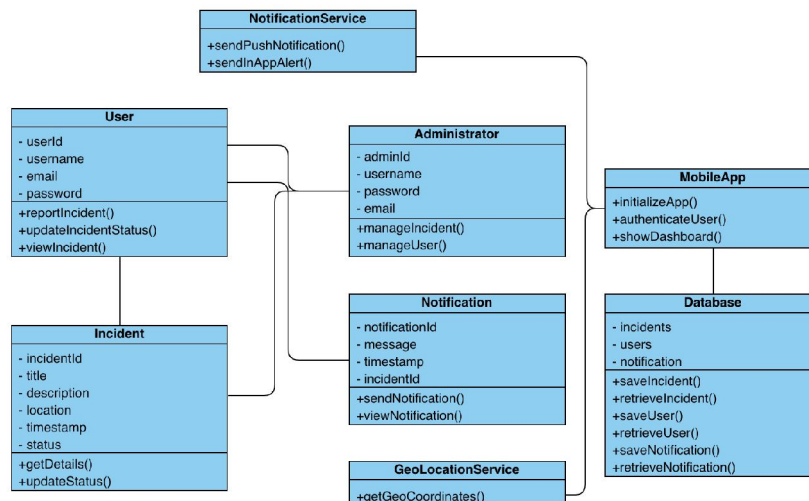 NotificationService
+sendPushNotification()
+sendInAppAlert()
User
- userId
- username
- email
- password
+reportIncident()
+updateIncidentStatus()
+viewIncident()
Administrator
- adminId
- username
- password
- email
+manageIncident()
+manageUser()
MobileApp
+initializeApp()
+authenticateUser()
+showDashboard()
Incident
- incidentId
- title
- description
- location
- timestamp
- status
+getDetails()
+updateStatus()
Notification
- notificationId
- message
- timestamp
- incidentId
+sendNotification()
+viewNotification()
Database
- incidents
- users
- notification
+saveIncident()
+retrieveIncident()
+saveUser()
+retrieveUser()
+saveNotification()
+retrieveNotification()
GeoLocationService
+getGeoCoordinates()